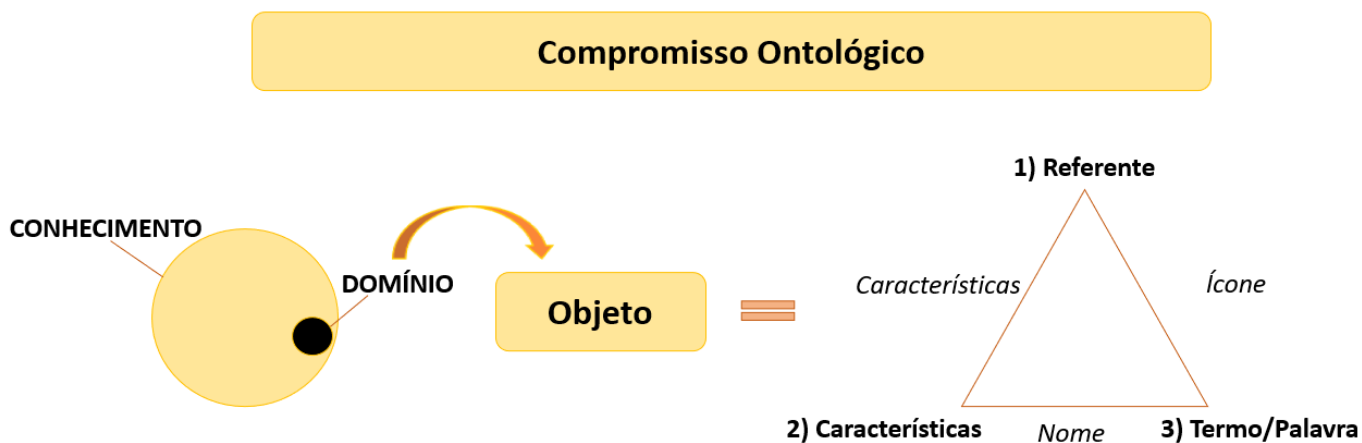 Compromisso Ontológico
1) Referente
CONHECIMENTO
DOMÍNIO
Objeto
Características
Ícone
2) Características
Nome
3) Termo/Palavra